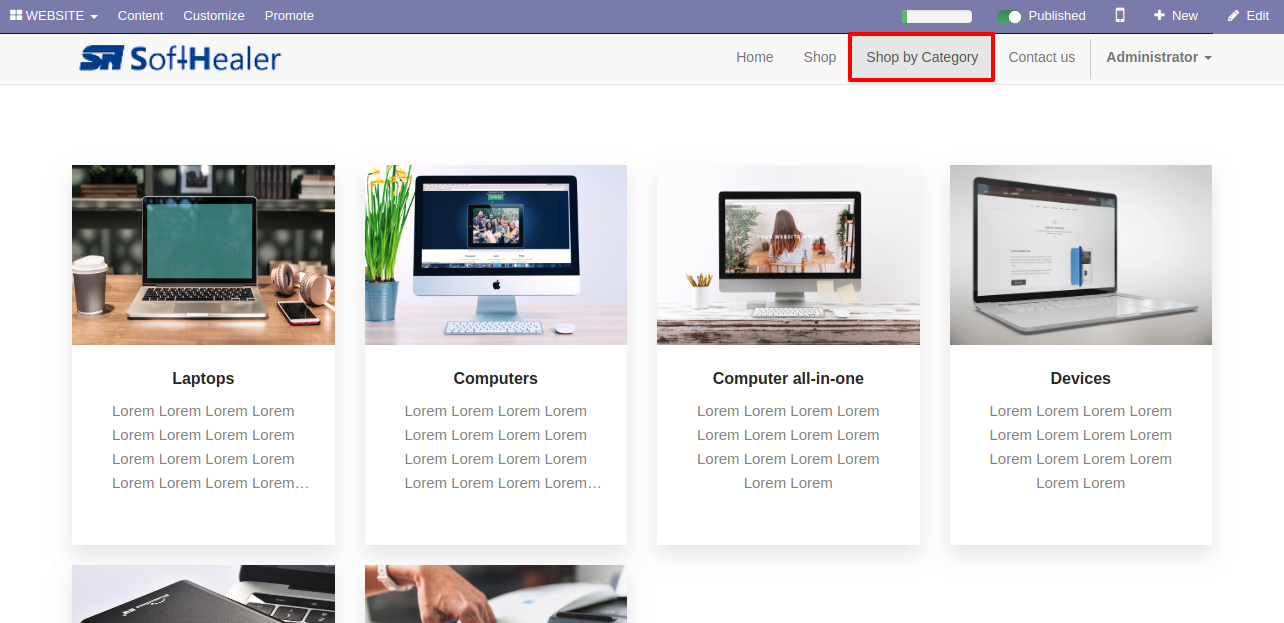 WEBSITE Content Customize Promote Published New Edit
SoftHealer Home Shop Shop by Category Contact us Administrator
YOUR WEBSITE
Laptops
Lorem Lorem Lorem Lorem
Lorem Lorem Lorem Lorem
Lorem Lorem Lorem Lorem
Lorem Lorem Lorem Lorem…
Computers
Lorem Lorem Lorem Lorem
Lorem Lorem Lorem Lorem
Lorem Lorem Lorem Lorem
Lorem Lorem Lorem Lorem…
Computer all-in-one
Lorem Lorem Lorem Lorem
Lorem Lorem Lorem Lorem
Lorem Lorem Lorem Lorem
Lorem Lorem
Devices
Lorem Lorem Lorem Lorem
Lorem Lorem Lorem Lorem
Lorem Lorem Lorem Lorem
Lorem Lorem